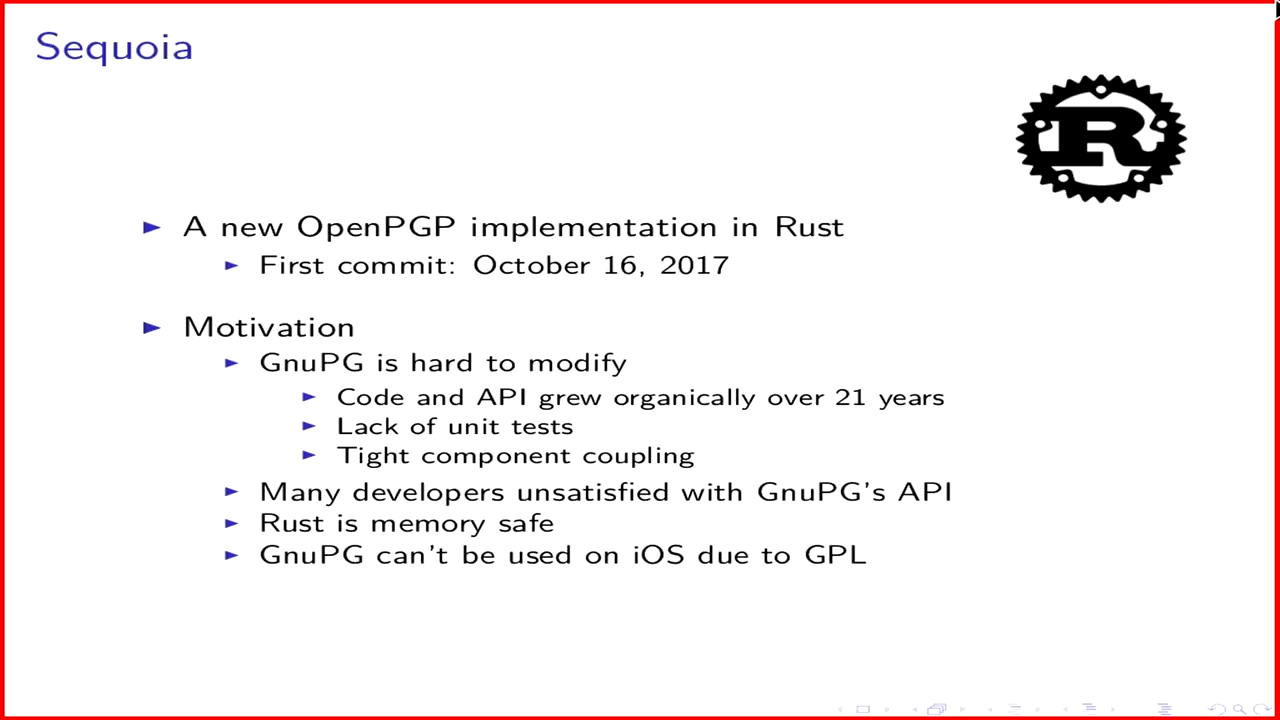 Sequoia
R
A new OpenPGP implementation in Rust
First commit: October 16, 2017
Motivation
GnuPG is hard to modify
Code and API grew organically over 21 years
Lack of unit tests
Tight component coupling
Many developers unsatisfied with GnuPG's API
Rust is memory safe
GnuPG can't be used on iOS due to GPL